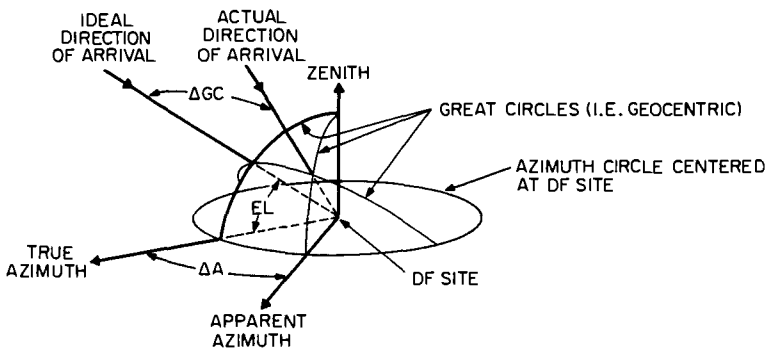 IDEAL
DIRECTION
OF ARRIVAL
ACTUAL
DIRECTION
OF ARRIVAL
ZENITH
ΔGC
GREAT CIRCLES (I.E. GEOCENTRIC)
AZIMUTH CIRCLE CENTERED
AT DF SITE
EL
TRUE
AZIMUTH
ΔA
DF SITE
APPARENT
AZIMUTH